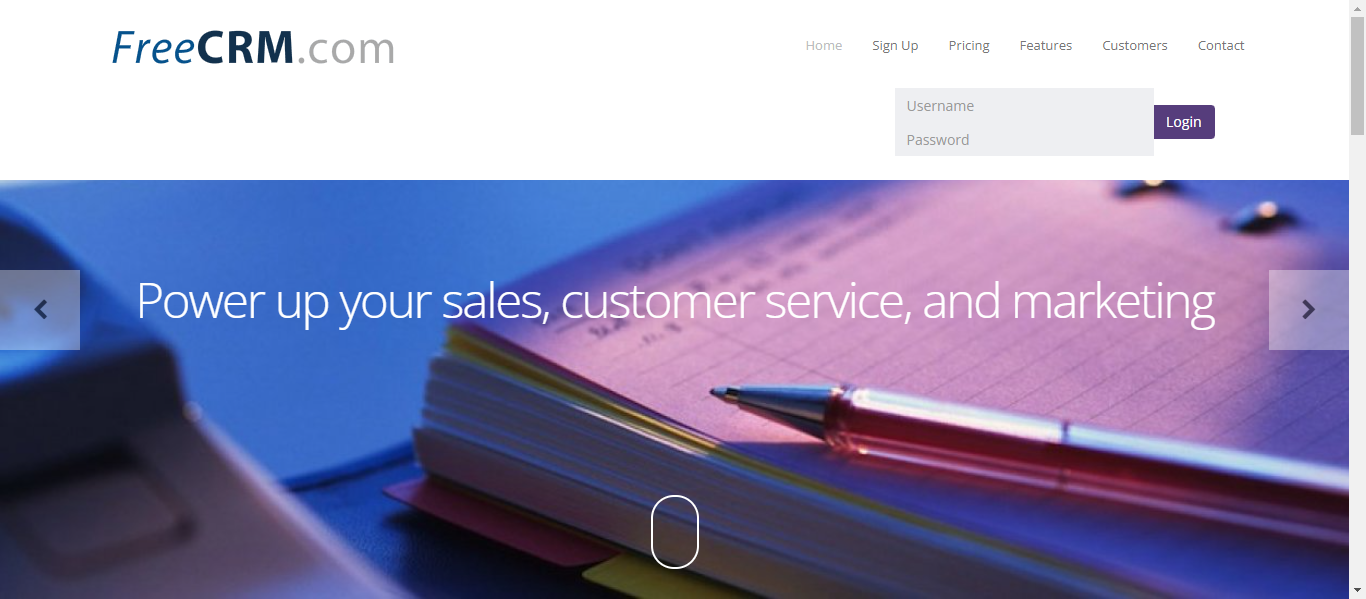 FreeCRM.com
Home Sign Up Pricing Features Customers Contact
Username
Login
Password
Power up your sales, customer service, and marketing